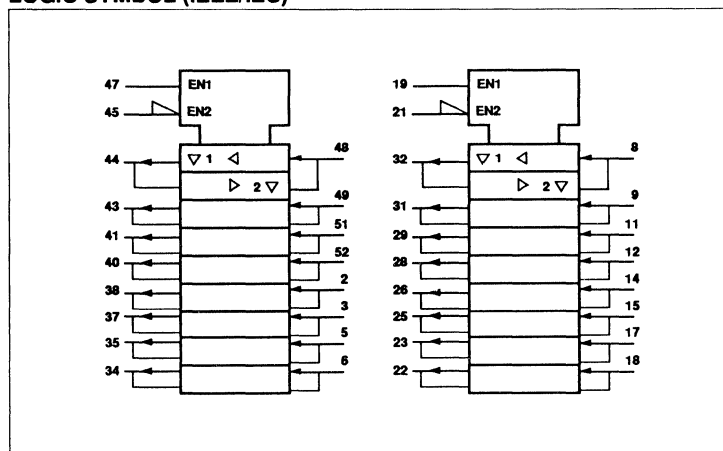 LOGIC SYMBOL (IEEE/IEC)
47 EN1
45 EN2
44 1 48
2
43 49
41 51
40 52
38 2
37 3
35 5
34 6
19 EN1
21 EN2
32 1 8
2
31 9
29 11
28 12
26 14
25 15
23 17
22 18